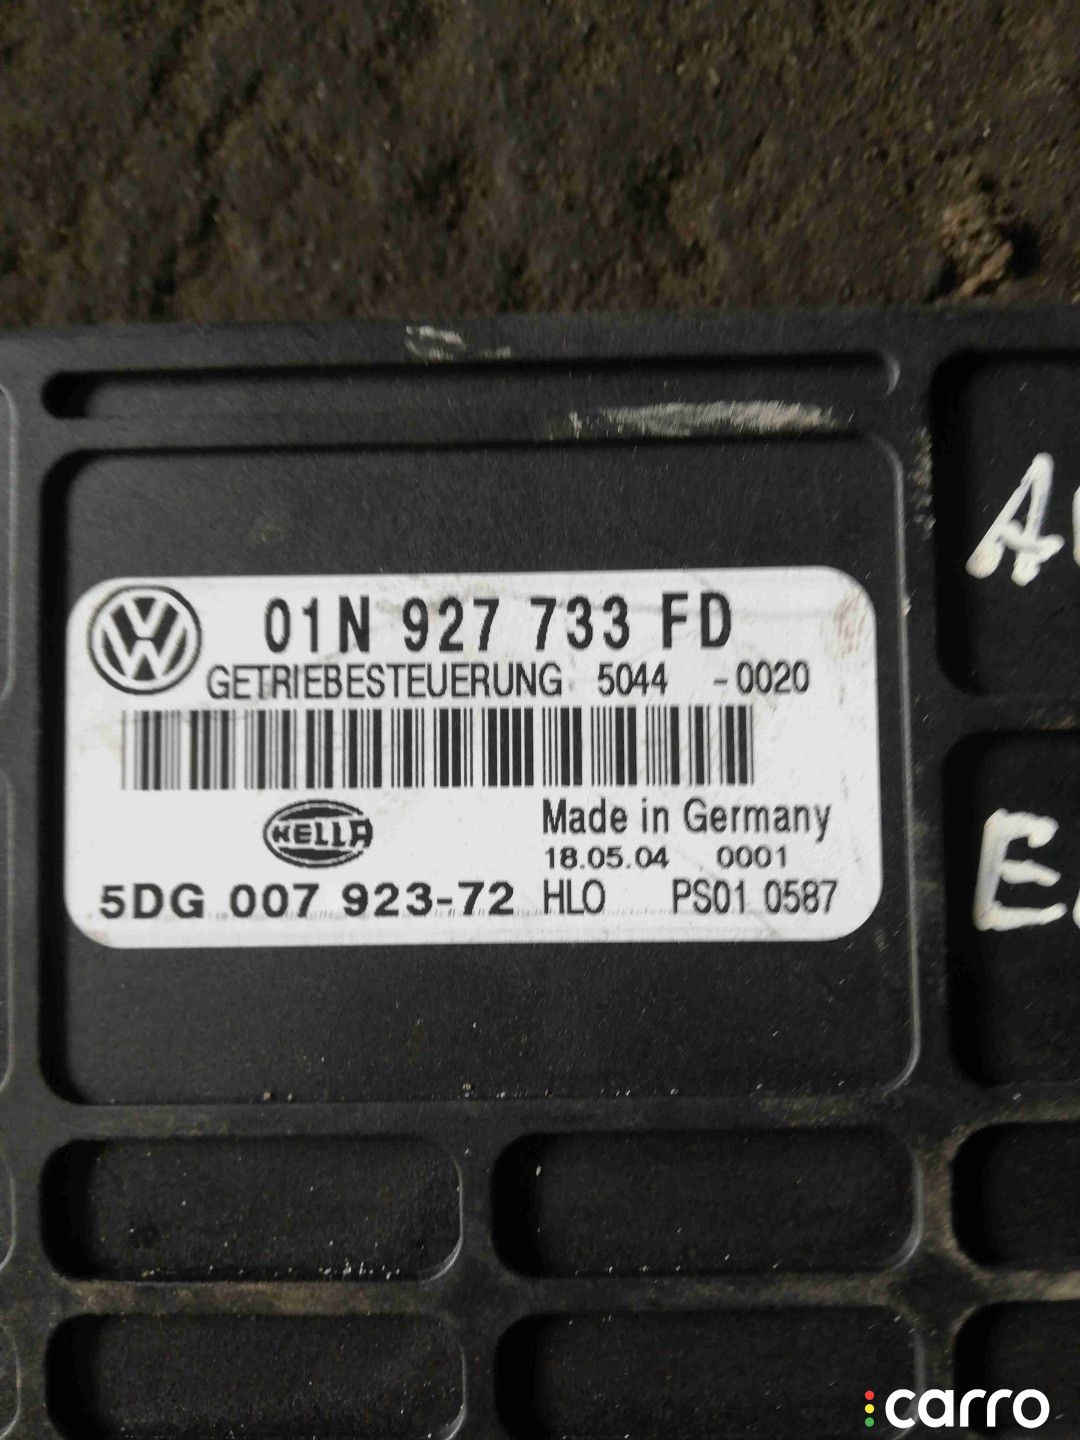 01N 927 733 FD
GETRIEBESTEUERUNG 5044 -0020
HELLA
Made in Germany
18.05.04 0001
5DG 007 923-72 HLO PS01 0587
A
E
carro